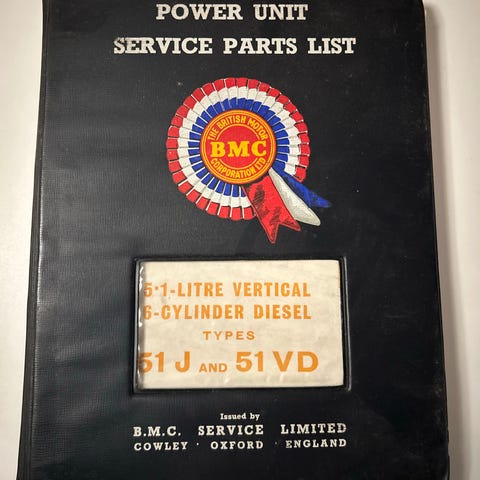 POWER UNIT
SERVICE PARTS LIST
THE BRITISH MOTOR
BMC
CORPORATION LTD
5·1-LITRE VERTICAL
6-CYLINDER DIESEL
TYPES
51 J AND 51 VD
Issued by
B.M.C. SERVICE LIMITED
COWLEY · OXFORD · ENGLAND